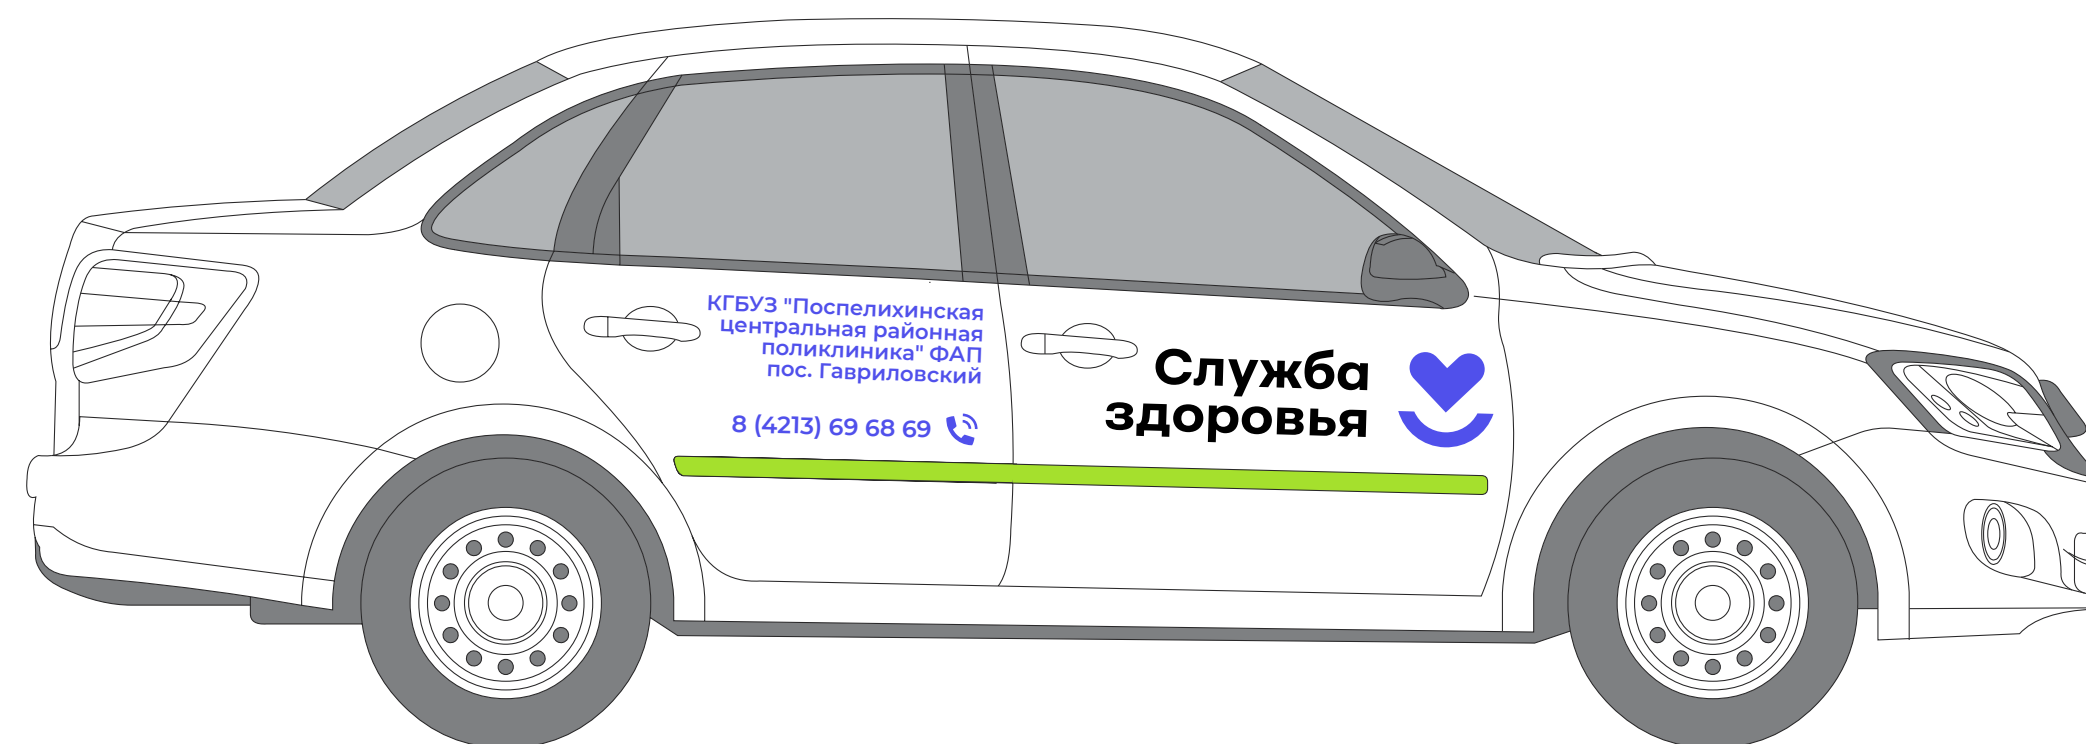 КГБУЗ "Поспелихинская
центральная районная
поликлиника" ФАП
пос. Гавриловский
8 (4213) 69 68 69
Служба
здоровья